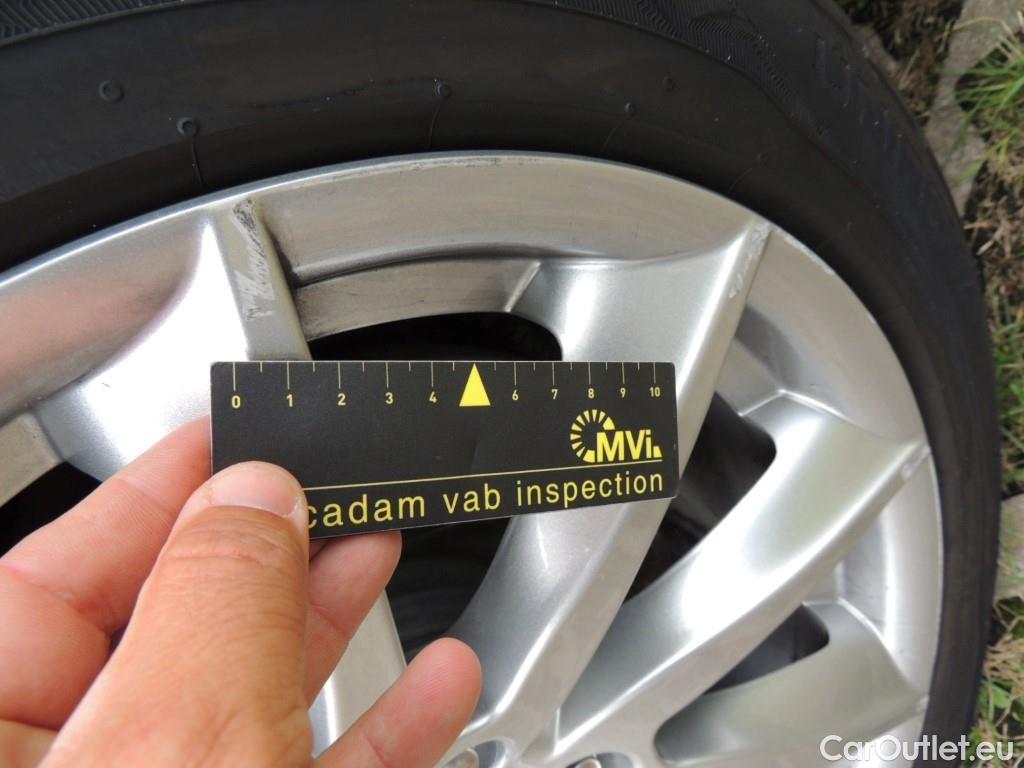 0 1 2 3 4 6 7 8 9 10
MVi
cadam vab inspection
CarOutlet.eu